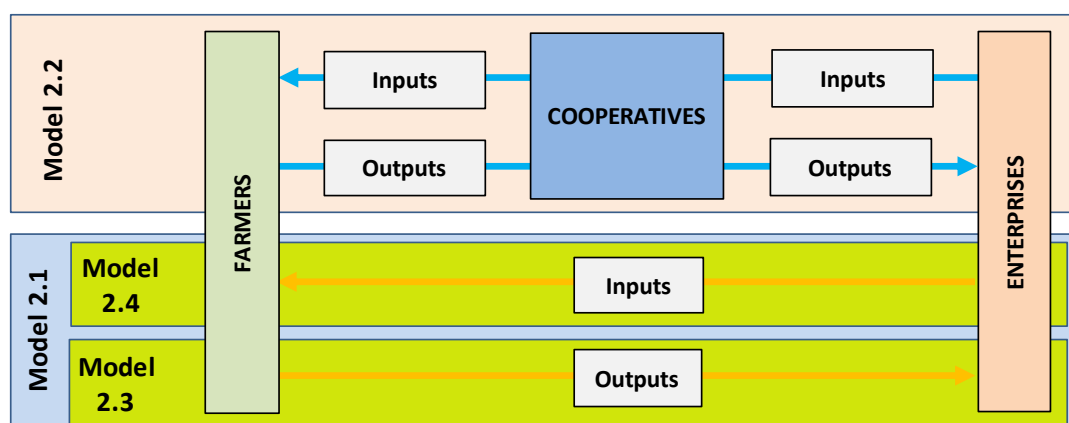 Model 2.2
FARMERS
Inputs
COOPERATIVES
Inputs
Outputs
Outputs
ENTERPRISES
Model 2.1
Model
2.4
Inputs
Model
2.3
Outputs